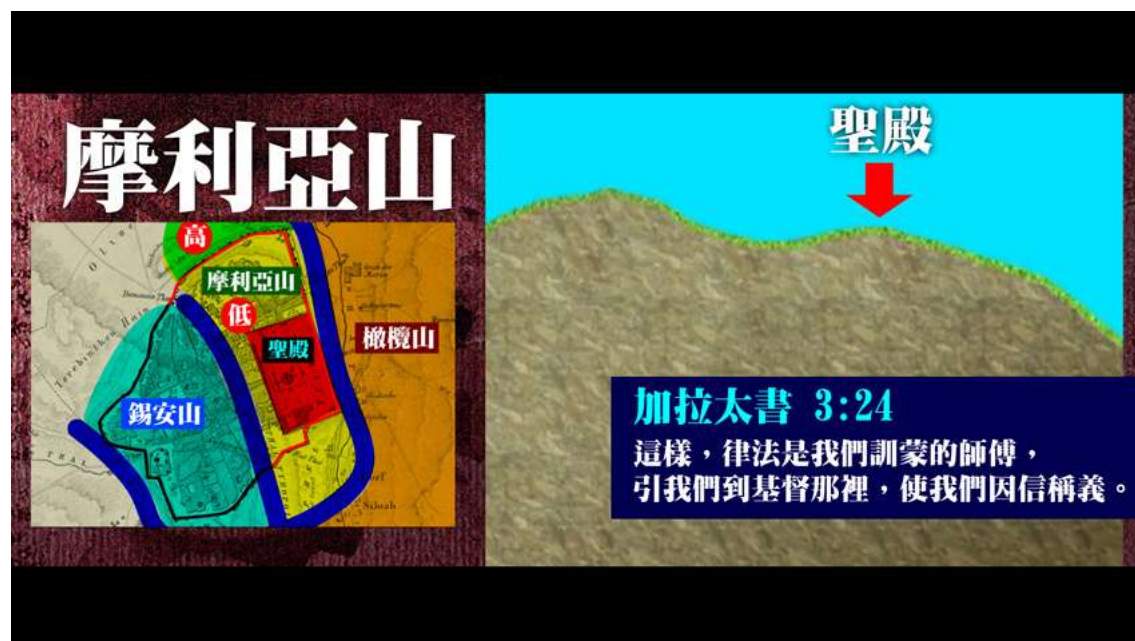 摩利亞山
高
摩利亞山
低
聖殿
橄欖山
錫安山
Siloah
聖殿
加拉太書 3:24
這樣，律法是我們訓蒙的師傅，
引我們到基督那裡，使我們因信稱義。